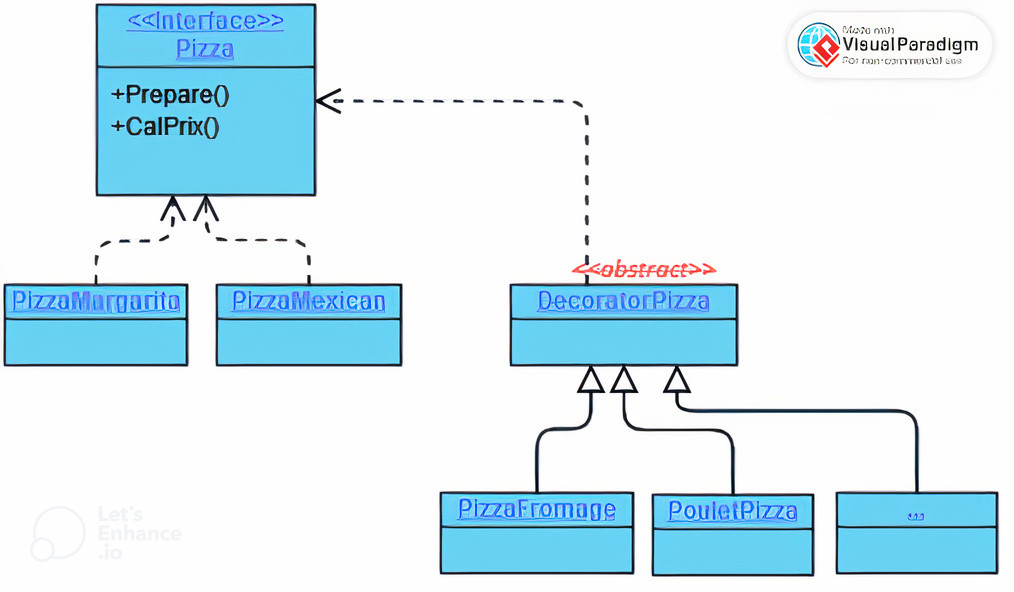 <<Interface>>
Pizza
+Prepare()
+CalPrix()
Made with
Visual Paradigm
For non-commercial use
<<abstract>>
PizzaMargarita
PizzaMexican
DecoratorPizza
PizzaFromage
PouletPizza
...
Let's
Enhance
.io